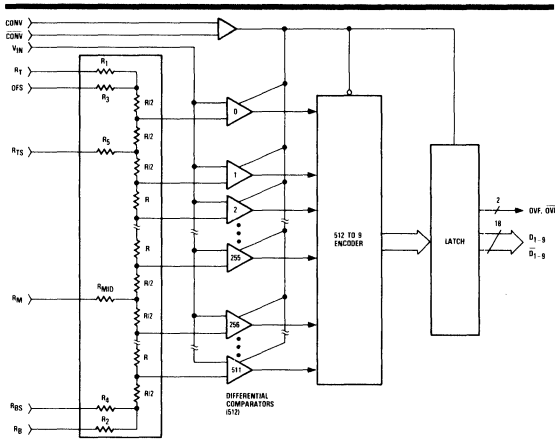 CONV
CONV
VIN
RT
R1
OFS
R3
R/2
0
R/2
RTS
R5
R/2
1
R
2
512 TO 9
ENCODER
LATCH
2
OVF, OVF
18
D1-9
D1-9
R
255
R/2
RM
RMID
R/2
256
R
511
R/2
RBS
R4
RB
R2
DIFFERENTIAL
COMPARATORS
(512)